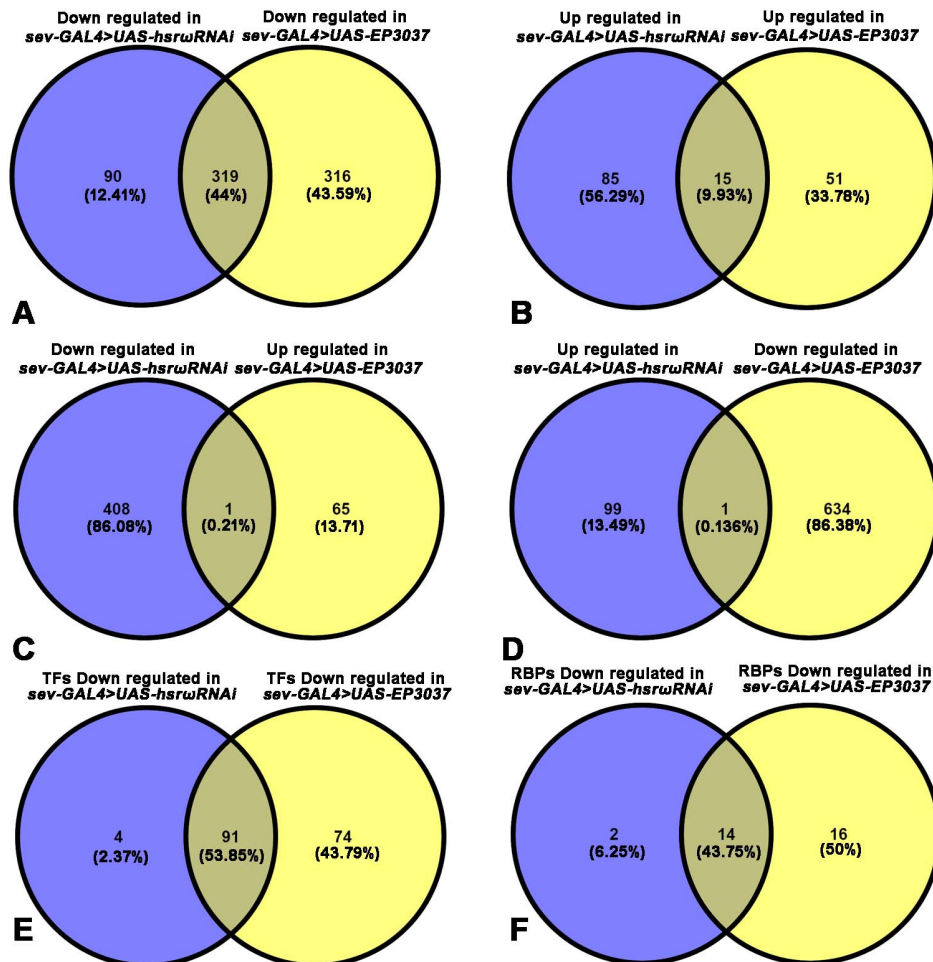 Down regulated in
sev-GAL4>UAS-hsrωRNAi
Down regulated in
sev-GAL4>UAS-EP3037
90
(12.41%)
319
(44%)
316
(43.59%)
A
Up regulated in
sev-GAL4>UAS-hsrωRNAi
Up regulated in
sev-GAL4>UAS-EP3037
85
(56.29%)
15
(9.93%)
51
(33.78%)
B
Down regulated in
sev-GAL4>UAS-hsrωRNAi
Up regulated in
sev-GAL4>UAS-EP3037
408
(86.08%)
1
(0.21%)
65
(13.71)
C
Up regulated in
sev-GAL4>UAS-hsrωRNAi
Down regulated in
sev-GAL4>UAS-EP3037
99
(13.49%)
1
(0.136%)
634
(86.38%)
D
TFs Down regulated in
sev-GAL4>UAS-hsrωRNAi
TFs Down regulated in
sev-GAL4>UAS-EP3037
4
(2.37%)
91
(53.85%)
74
(43.79%)
E
RBPs Down regulated in
sev-GAL4>UAS-hsrωRNAi
RBPs Down regulated in
sev-GAL4>UAS-EP3037
2
(6.25%)
14
(43.75%)
16
(50%)
F